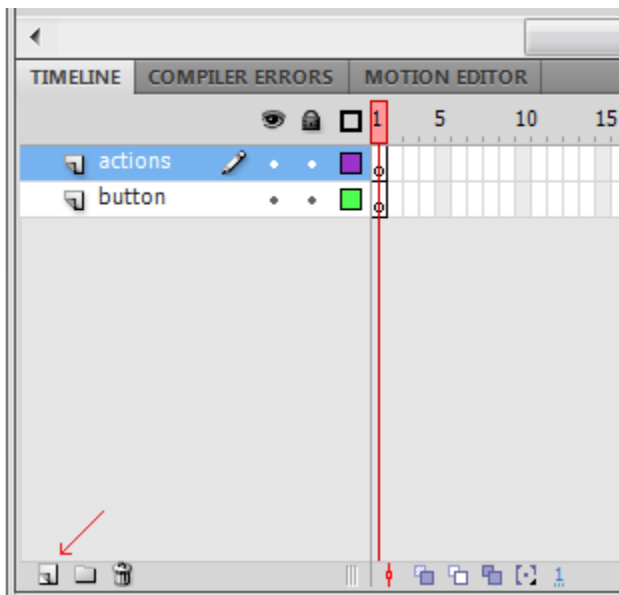 TIMELINE COMPILER ERRORS MOTION EDITOR
1 5 10 15
actions
button
1